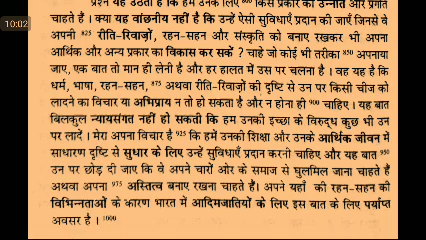 प्रश्न यह उठता है कि हम उनके लिए ⁸⁰⁰ किस प्रकार की उन्नति और प्रगति
चाहते हैं । क्या यह वांछनीय नहीं है कि उन्हें ऐसी सुविधाएँ प्रदान की जाएँ जिनसे वे
10:02
अपनी ⁸²⁵ रीति-रिवाज़ों, रहन-सहन और संस्कृति को बनाए रखकर भी अपना
आर्थिक और अन्य प्रकार का विकास कर सकें ? चाहे जो कोई भी तरीका ⁸⁵⁰ अपनाया
जाए, एक बात तो मान ही लेनी है और हर हालत में उस पर चलना है । वह यह है कि
धर्म, भाषा, रहन-सहन, ⁸⁷⁵ अथवा रीति-रिवाजों की दृष्टि से उन पर किसी चीज को
लादने का विचार या अभिप्राय न तो हो सकता है और न होना ही ⁹⁰⁰ चाहिए । यह बात
बिलकुल न्यायसंगत नहीं हो सकती कि हम उनकी इच्छा के विरुद्ध कुछ भी उन
पर लादें । मेरा अपना विचार है ⁹²⁵ कि हमें उनकी शिक्षा और उनके आर्थिक जीवन में
साधारण दृष्टि से सुधार के लिए उन्हें सुविधाएँ प्रदान करनी चाहिए और यह बात ⁹⁵⁰
उन पर छोड़ दी जाए कि वे अपने चारों ओर के समाज से घुलमिल जाना चाहते हैं
अथवा अपना ⁹⁷⁵ अस्तित्व बनाए रखना चाहते हैं। अपने यहाँ की रहन-सहन की
विभिन्नताओं के कारण भारत में आदिमजातियों के लिए इस बात के लिए पर्याप्त
अवसर है । ¹⁰⁰⁰